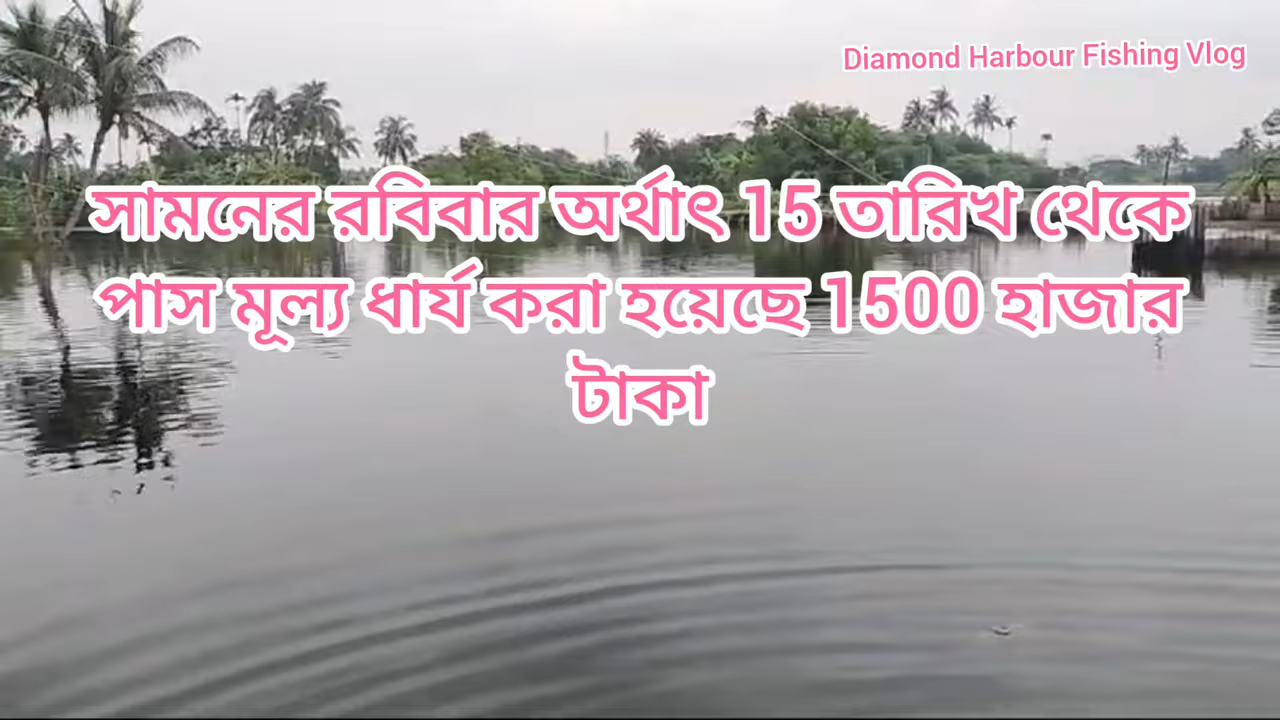 Diamond Harbour Fishing Vlog
সামনের রবিবার অর্থাৎ 15 তারিখ থেকে
পাস মূল্য ধার্য করা হয়েছে 1500 হাজার
টাকা